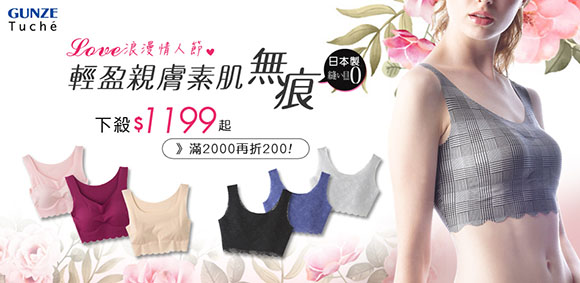 GUNZE
Tuché
Love浪漫情人節
輕盈親膚素肌無痕
日本製
縫い目0
下殺$1199起
》滿2000再折200!